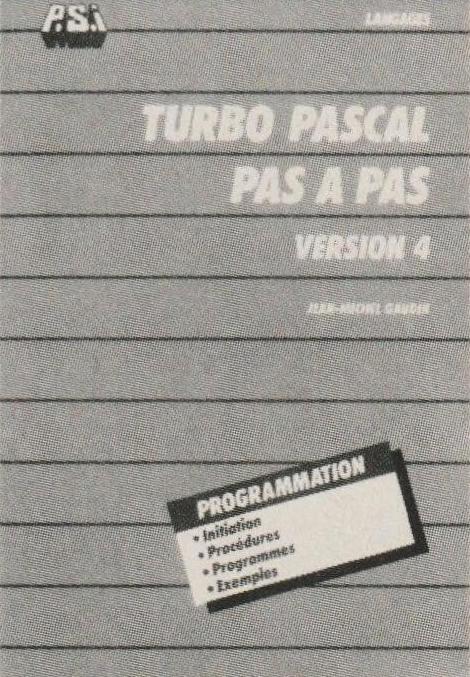 P.S.i
LANGAGES
TURBO PASCAL
PAS A PAS
VERSION 4
JEAN-MICHEL GAUDIN
PROGRAMMATION
• Initiation
• Procédures
• Programmes
• Exemples